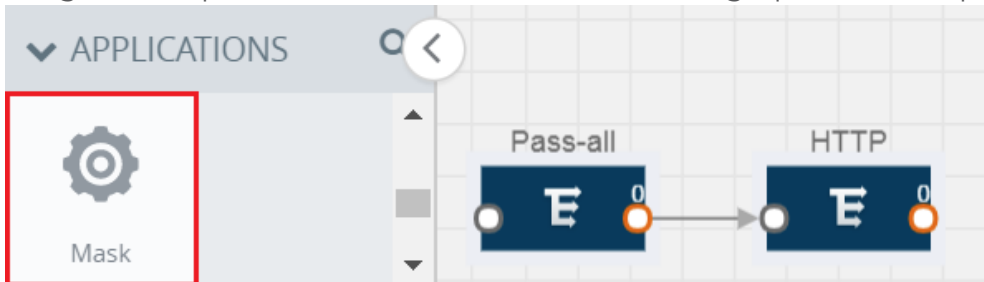 APPLICATIONS
Mask
Pass-all
HTTP
0
0